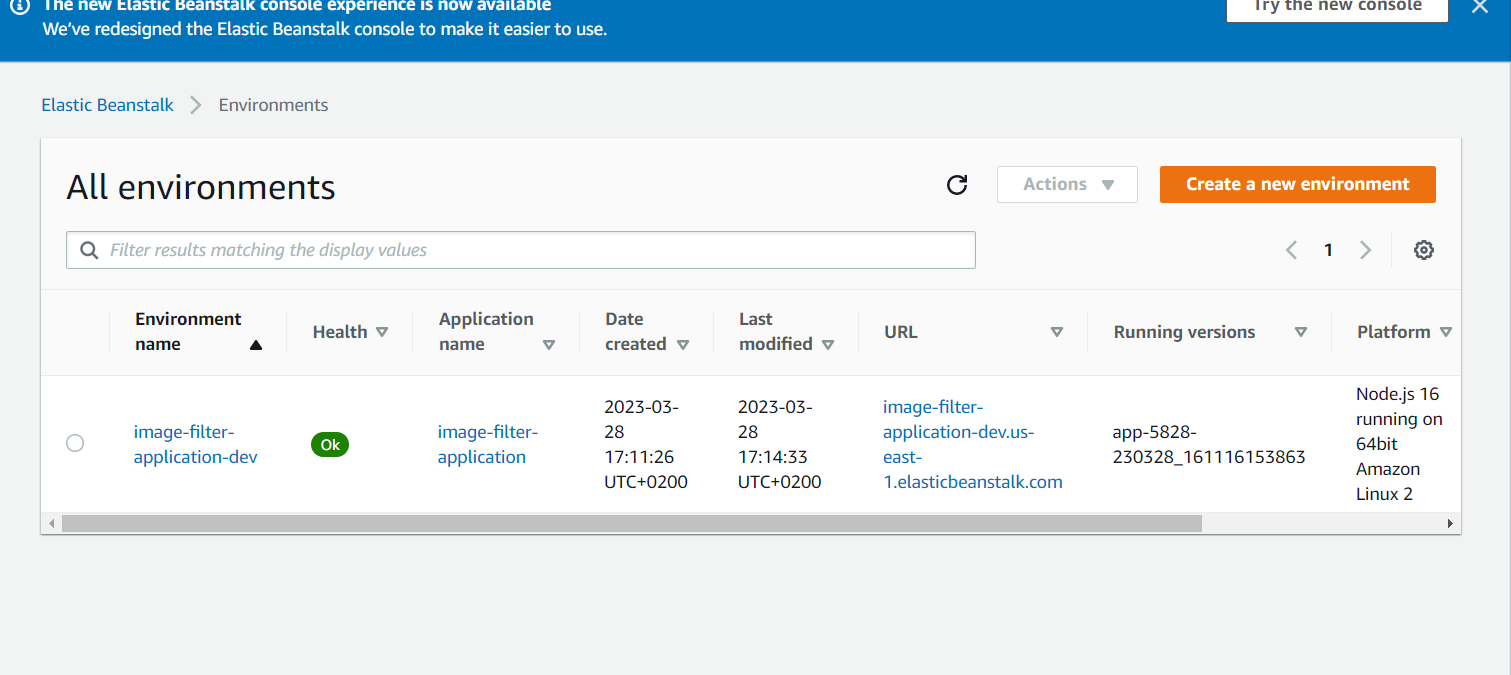 The new Elastic Beanstalk console experience is now available
Try the new console
We've redesigned the Elastic Beanstalk console to make it easier to use.
Elastic Beanstalk
Environments
All environments
Actions
Create a new environment
Filter results matching the display values
1
Environment
name
Health
Application
name
Date
created
Last
modified
URL
Running versions
Platform
image-filter-
application-dev
Ok
image-filter-
application
2023-03-
28
17:11:26
UTC+0200
2023-03-
28
17:14:33
UTC+0200
image-filter-
application-dev.us-
east-
1.elasticbeanstalk.com
app-5828-
230328_161116153863
Node.js 16
running on
64bit
Amazon
Linux 2